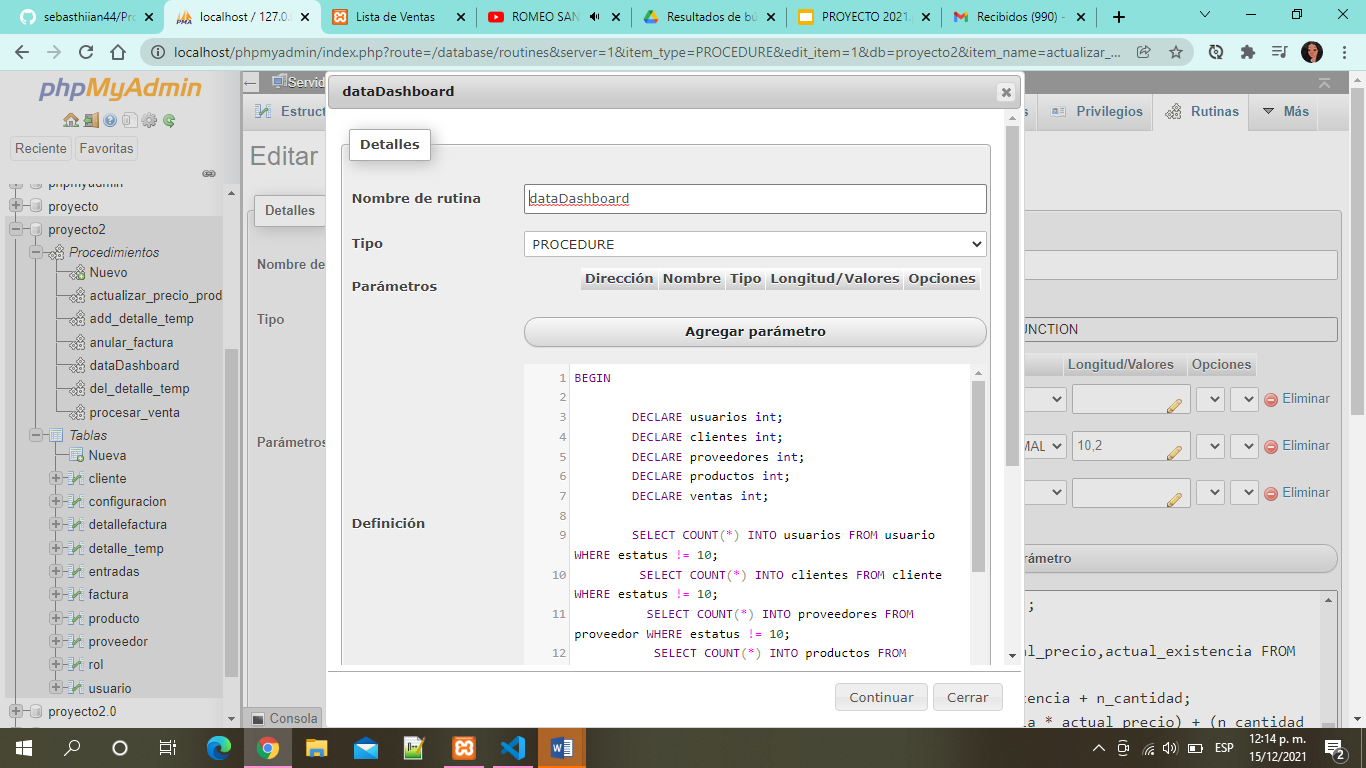 sebasthiian44/Pro
localhost / 127.0.
Lista de Ventas
ROMEO SAN
Resultados de bú
PROYECTO 2021.p
Recibidos (990) -
localhost/phpmyadmin/index.php?route=/database/routines&server=1&item_type=PROCEDURE&edit_item=1&db=proyecto2&item_name=actualizar_...
phpMyAdmin
Reciente
Favoritas
phpmyadmin
proyecto
proyecto2
Procedimientos
Nuevo
actualizar_precio_prod
add_detalle_temp
anular_factura
dataDashboard
del_detalle_temp
procesar_venta
Tablas
Nueva
cliente
configuracion
detallefactura
detalle_temp
entradas
factura
producto
proveedor
rol
usuario
proyecto2.0
Servid
Estruct
Privilegios
Rutinas
Más
Editar
Detalles
Nombre de
Tipo
Parámetros
UNCTION
Longitud/Valores
Opciones
Eliminar
MAL
10,2
Eliminar
Eliminar
rámetro
;
al_precio,actual_existencia FROM
tencia + n_cantidad;
a * actual_precio) + (n_cantidad
Consola
dataDashboard
Detalles
Nombre de rutina
dataDashboard
Tipo
PROCEDURE
Parámetros
Dirección Nombre Tipo Longitud/Valores Opciones
Agregar parámetro
Definición
1 BEGIN
2
3 DECLARE usuarios int;
4 DECLARE clientes int;
5 DECLARE proveedores int;
6 DECLARE productos int;
7 DECLARE ventas int;
8
9 SELECT COUNT(*) INTO usuarios FROM usuario
WHERE estatus != 10;
10 SELECT COUNT(*) INTO clientes FROM cliente
WHERE estatus != 10;
11 SELECT COUNT(*) INTO proveedores FROM
proveedor WHERE estatus != 10;
12 SELECT COUNT(*) INTO productos FROM
Continuar
Cerrar
ESP
12:14 p. m.
15/12/2021
2